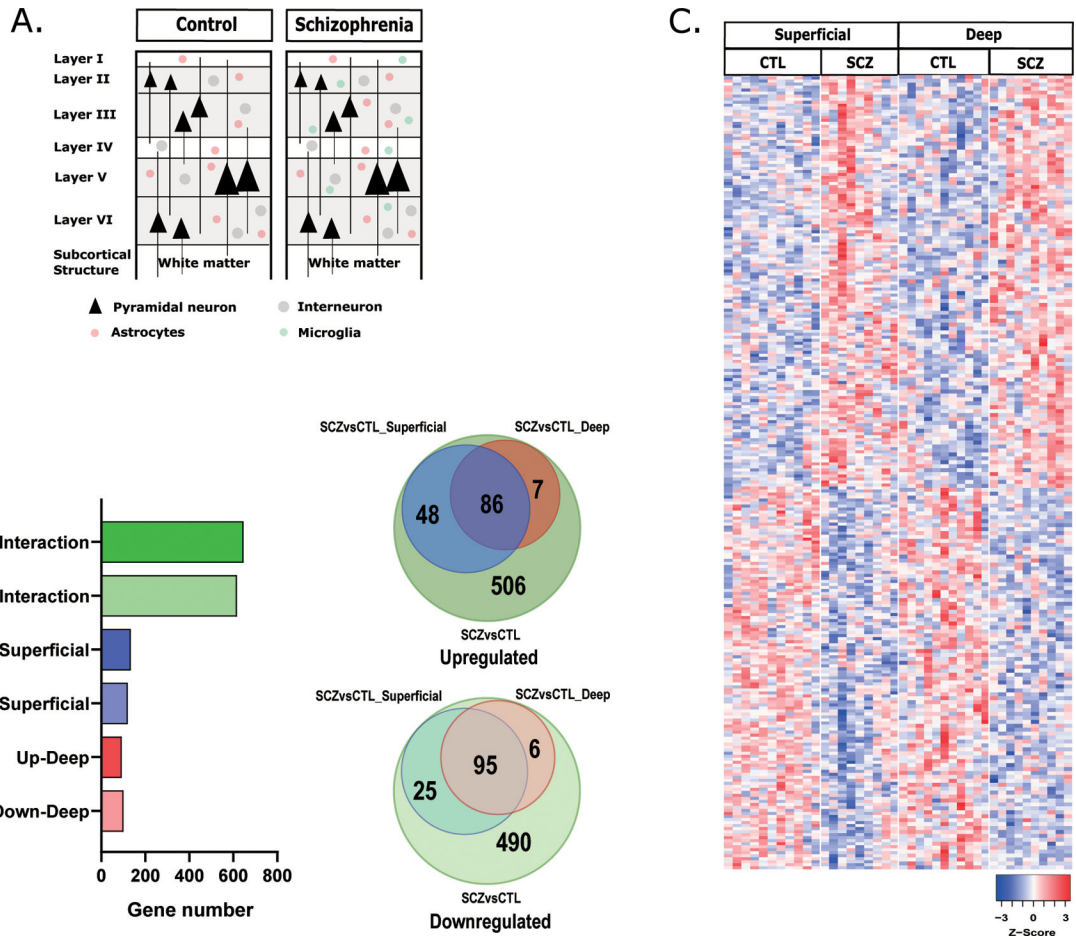 A.
Control
Schizophrenia
Layer I
Layer II
Layer III
Layer IV
Layer V
Layer VI
Subcortical
Structure
White matter
White matter
Pyramidal neuron
Interneuron
Astrocytes
Microglia
Interaction
Interaction
Superficial
Superficial
Up-Deep
Down-Deep
0 200 400 600 800
Gene number
SCZvsCTL_Superficial
SCZvsCTL_Deep
48
86
7
506
SCZvsCTL
Upregulated
SCZvsCTL_Superficial
SCZvsCTL_Deep
25
95
6
490
SCZvsCTL
Downregulated
C.
Superficial
Deep
CTL
SCZ
CTL
SCZ
−3 0 3
Z−Score